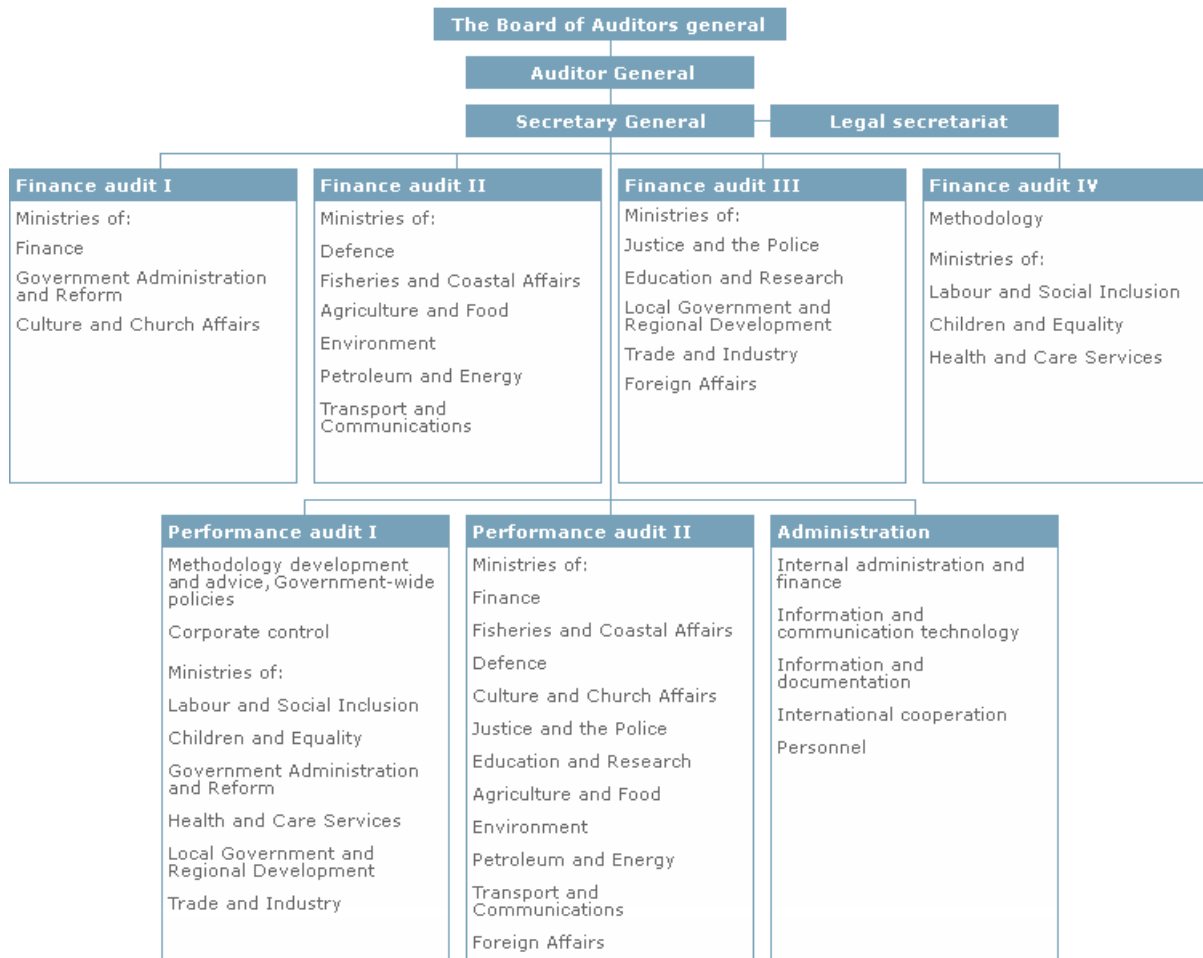 The Board of Auditors general
Auditor General
Secretary General
Legal secretariat
Finance audit I
Ministries of:
Finance
Government Administration
and Reform
Culture and Church Affairs
Finance audit II
Ministries of:
Defence
Fisheries and Coastal Affairs
Agriculture and Food
Environment
Petroleum and Energy
Transport and
Communications
Finance audit III
Ministries of:
Justice and the Police
Education and Research
Local Government and
Regional Development
Trade and Industry
Foreign Affairs
Finance audit IV
Methodology
Ministries of:
Labour and Social Inclusion
Children and Equality
Health and Care Services
Performance audit I
Methodology development
and advice, Government-wide
policies
Corporate control
Ministries of:
Labour and Social Inclusion
Children and Equality
Government Administration
and Reform
Health and Care Services
Local Government and
Regional Development
Trade and Industry
Performance audit II
Ministries of:
Finance
Fisheries and Coastal Affairs
Defence
Culture and Church Affairs
Justice and the Police
Education and Research
Agriculture and Food
Environment
Petroleum and Energy
Transport and
Communications
Foreign Affairs
Administration
Internal administration and
finance
Information and
communication technology
Information and
documentation
International cooperation
Personnel